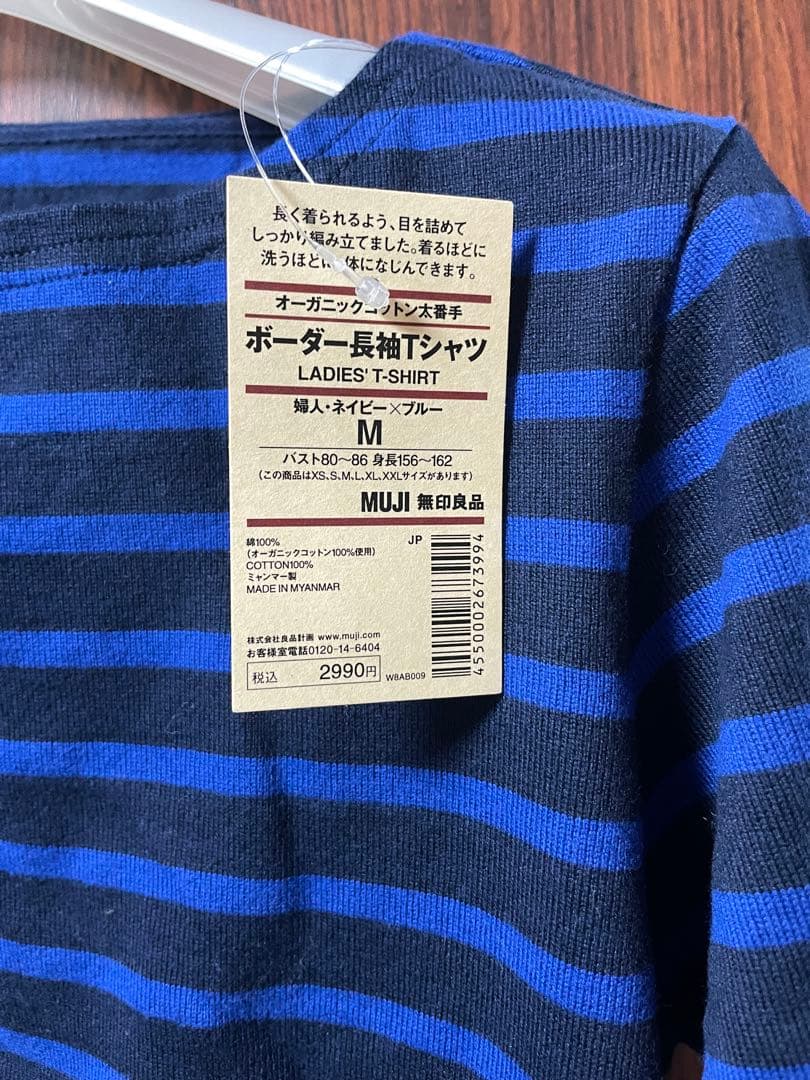 長く着られるよう、目を詰めて
しっかり編み立てました。着るほどに
洗うほどに体になじんできます。
オーガニックコットン太番手
ボーダー長袖Tシャツ
LADIES' T-SHIRT
婦人・ネイビー×ブルー
M
バスト80〜86 身長156〜162
(この商品はXS、S、M、L、XL、XXLサイズがあります)
MUJI 無印良品
綿100%
(オーガニックコットン100%使用)
COTTON100%
ミャンマー製
MADE IN MYANMAR
JP
株式会社良品計画 www.muji.com
お客様室電話0120-14-6404
税込 2990円
W8AB009
4550002673994